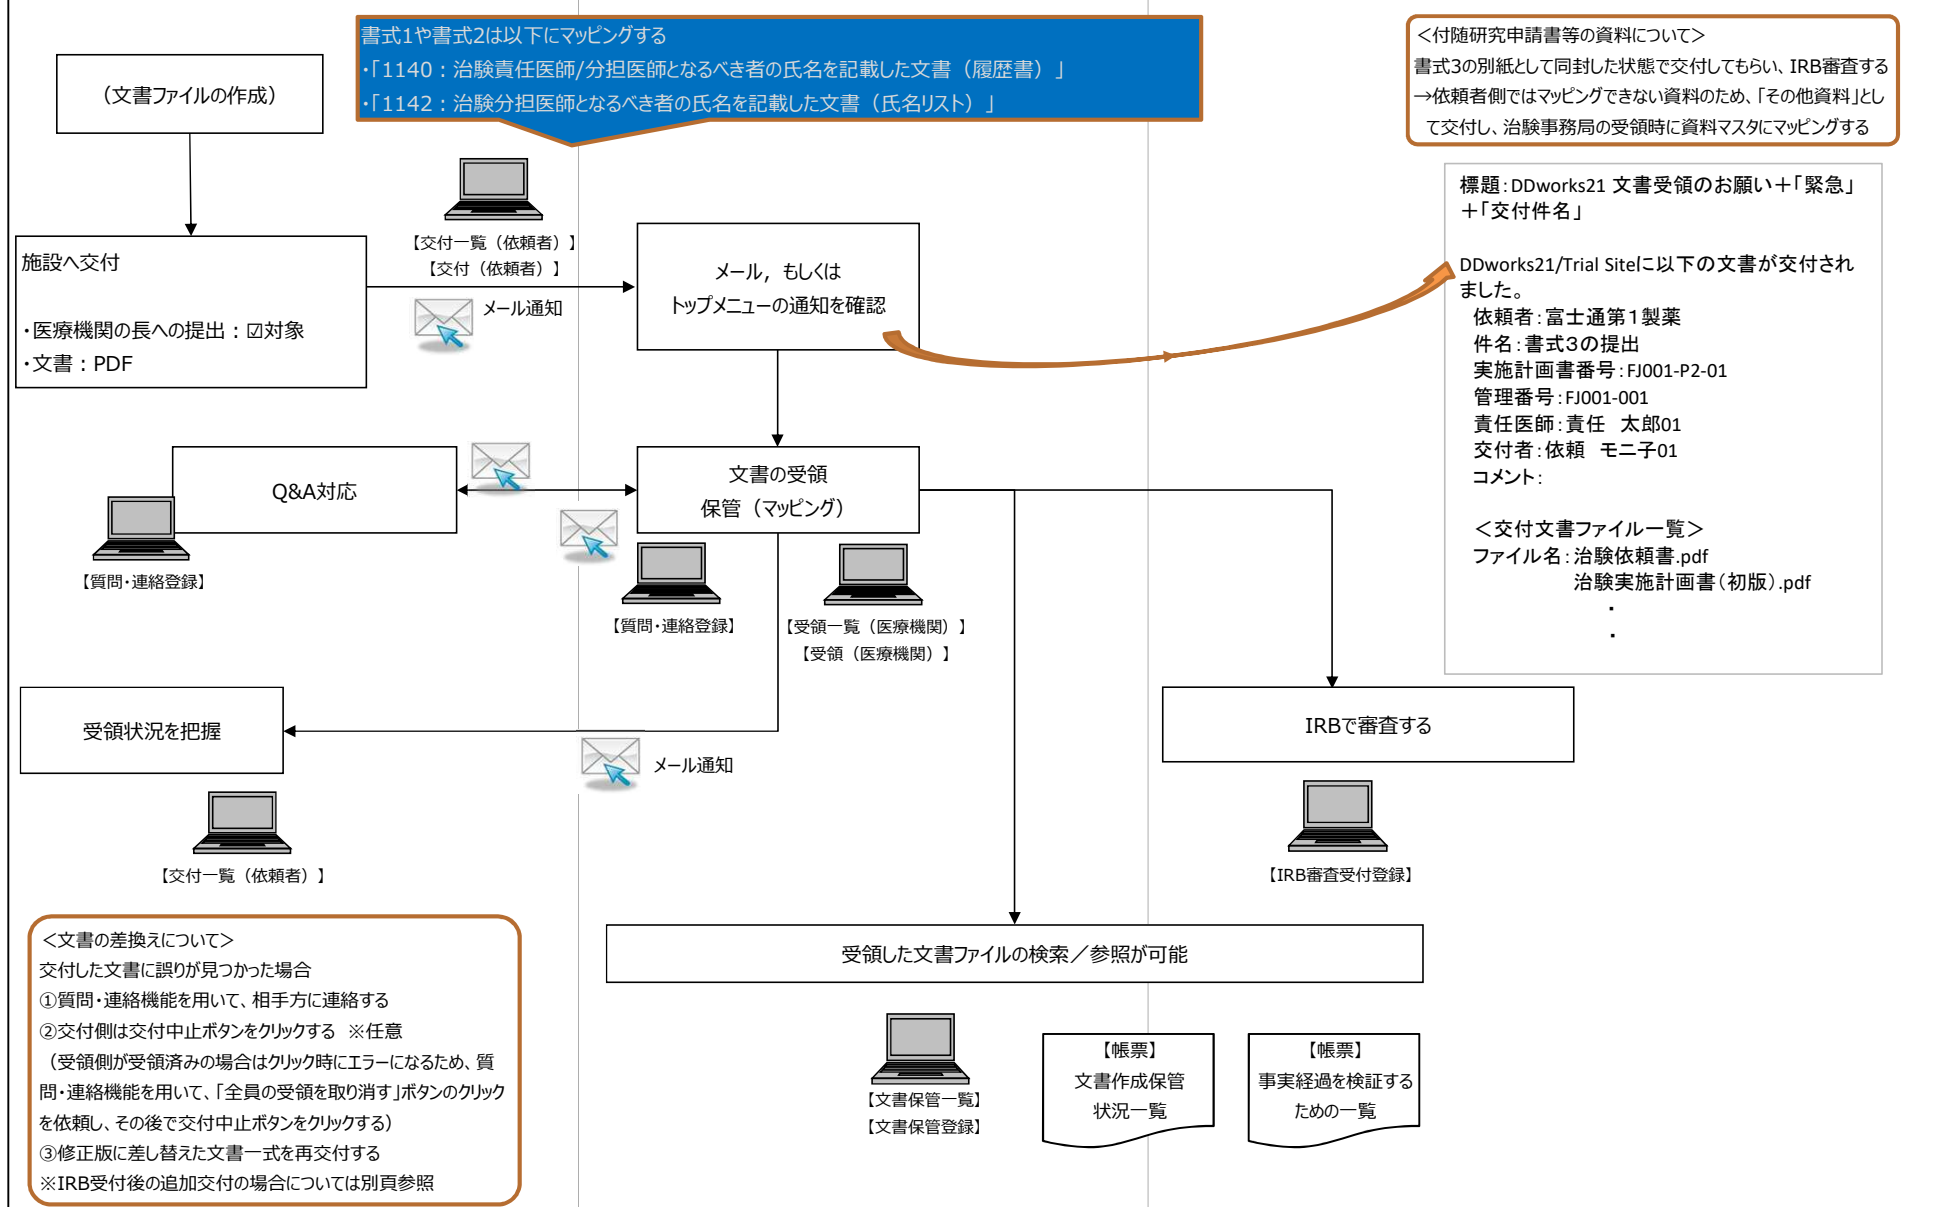 書式1や書式2は以下にマッピングする
・「1140：治験責任医師/分担医師となるべき者の氏名を記載した文書（履歴書）」
・「1142：治験分担医師となるべき者の氏名を記載した文書（氏名リスト）」
＜付随研究申請書等の資料について＞
書式3の別紙として同封した状態で交付してもらい、IRB審査する
→依頼者側ではマッピングできない資料のため、「その他資料」とし
て交付し、治験事務局の受領時に資料マスタにマッピングする
（文書ファイルの作成）
標題：DDworks21 文書受領のお願い＋「緊急」
＋「交付件名」
DDworks21/Trial Siteに以下の文書が交付され
ました。
依頼者：富士通第１製薬
件名：書式３の提出
実施計画書番号：FJ001-P2-01
管理番号：FJ001-001
責任医師：責任　太郎01
交付者：依頼　モニ子01
コメント：
＜交付文書ファイル一覧＞
ファイル名：治験依頼書.pdf
治験実施計画書（初版）.pdf
・
・
施設へ交付
・医療機関の長への提出：☑対象
・文書：PDF
【交付一覧（依頼者）】
【交付（依頼者）】
メール通知
メール，もしくは
トップメニューの通知を確認
Q&A対応
【質問・連絡登録】
文書の受領
保管（マッピング）
【質問・連絡登録】
【受領一覧（医療機関）】
【受領（医療機関）】
受領状況を把握
メール通知
【交付一覧（依頼者）】
IRBで審査する
【IRB審査受付登録】
＜文書の差換えについて＞
交付した文書に誤りが見つかった場合
①質問・連絡機能を用いて、相手方に連絡する
②交付側は交付中止ボタンをクリックする　※任意
（受領側が受領済みの場合はクリック時にエラーになるため、質
問・連絡機能を用いて、「全員の受領を取り消す」ボタンのクリック
を依頼し、その後で交付中止ボタンをクリックする）
③修正版に差し替えた文書一式を再交付する
※IRB受付後の追加交付の場合については別頁参照
受領した文書ファイルの検索／参照が可能
【文書保管一覧】
【文書保管登録】
【帳票】
文書作成保管
状況一覧
【帳票】
事実経過を検証する
ための一覧